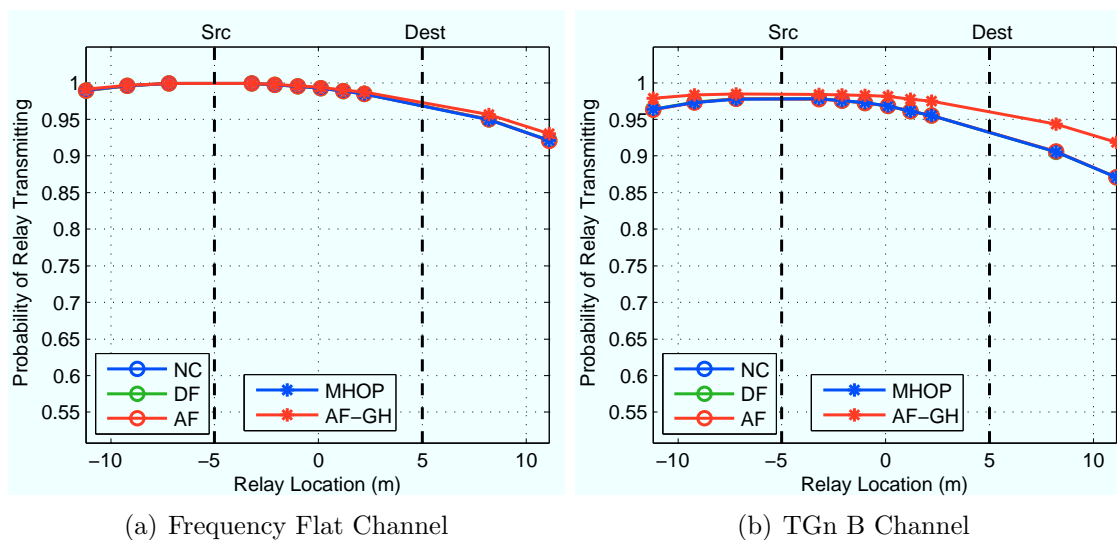 Src Dest
Probability of Relay Transmitting
1
0.95
0.9
0.85
0.8
0.75
0.7
0.65
0.6
0.55
NC
DF
AF
MHOP
AF−GH
−10 −5 0 5 10
Relay Location (m)
(a) Frequency Flat Channel
Src Dest
Probability of Relay Transmitting
1
0.95
0.9
0.85
0.8
0.75
0.7
0.65
0.6
0.55
NC
DF
AF
MHOP
AF−GH
−10 −5 0 5 10
Relay Location (m)
(b) TGn B Channel